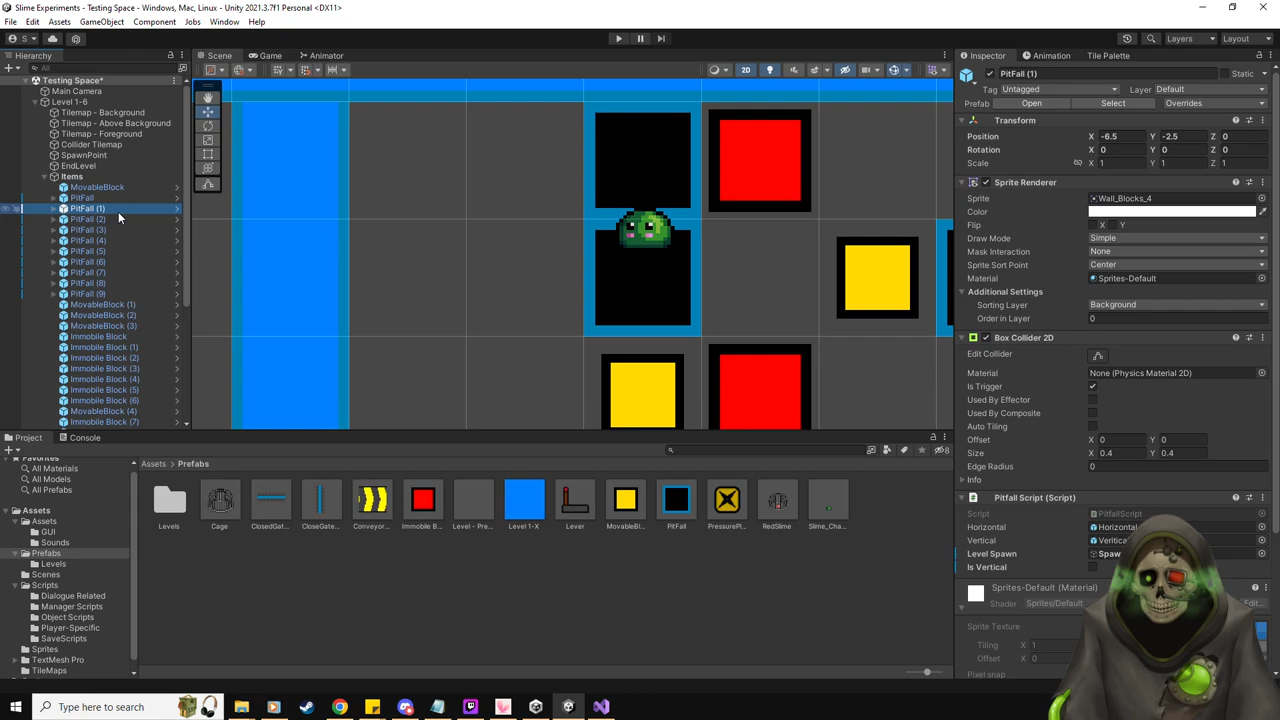 Slime Experiments - Testing Space - Windows, Mac, Linux - Unity 2021.3.7f1 Personal <DX11>
File Edit Assets GameObject Component Jobs Window Help
S Layers Layout
Hierarchy Scene Game Animator Inspector Animation Tile Palette
All 2D PitFall (1) Static
Testing Space*
Main Camera Tag Untagged Layer Default
Level 1-6 Prefab Open Select Overrides
Tilemap - Background
Tilemap - Above Background Transform
Tilemap - Foreground Position X -6.5 Y -2.5 Z 0
Collider Tilemap Rotation X 0 Y 0 Z 0
SpawnPoint Scale X 1 Y 1 Z 1
EndLevel
Items Sprite Renderer
MovableBlock
PitFall Sprite Wall_Blocks_4
PitFall (1) Color
PitFall (2) Flip X Y
PitFall (3) Draw Mode Simple
PitFall (4) Mask Interaction None
PitFall (5) Sprite Sort Point Center
PitFall (6) Material Sprites-Default
PitFall (7) Additional Settings
PitFall (8) Sorting Layer Background
PitFall (9) Order in Layer 0
MovableBlock (1)
MovableBlock (2)
MovableBlock (3)
Immobile Block Box Collider 2D
Immobile Block (1) Edit Collider
Immobile Block (2)
Immobile Block (3) Material None (Physics Material 2D)
Immobile Block (4) Is Trigger
Immobile Block (5) Used By Effector
Immobile Block (6) Used By Composite
MovableBlock (4)
Immobile Block (7) Auto Tiling
Project Console Offset X 0 Y 0
8 Size X 0.4 Y 0.4
Favorites Assets Prefabs Edge Radius 0
All Materials Info
All Models
All Prefabs Pitfall Script (Script)
Assets Script PitfallScript
Assets Levels Cage ClosedGat... CloseGate... Conveyor... Immobile B... Level - Pre... Level 1-X Lever MovableBl... PitFall PressurePl... RedSlime Slime_Cha...
GUI Horizontal Horizontal
Sounds Vertical
Prefabs Level Spawn Spaw
Levels Is Vertical
Scenes
Scripts Sprites-Default (Material)
Dialogue Related Shader Sprites/Default
Manager Scripts
Object Scripts Sprite Texture
Player-Specific Tiling
SaveScripts Offset
Sprites
TextMesh Pro
TileMaps Pixel snap
Type here to search